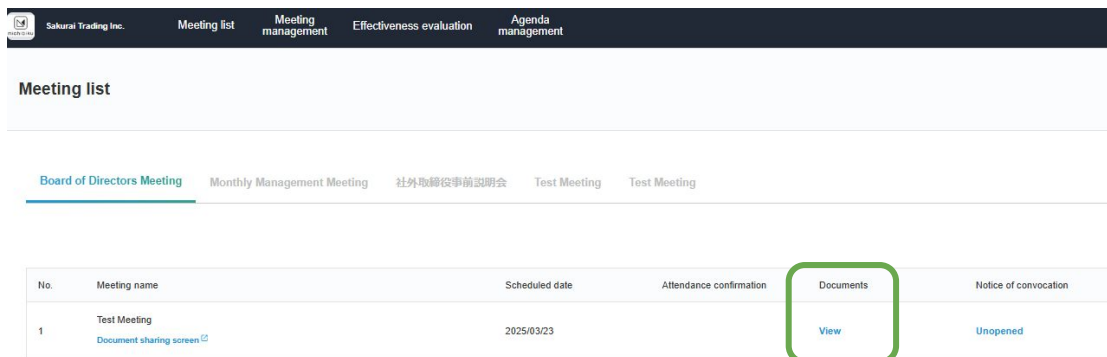 michibiku Sakurai Trading Inc. Meeting list Meeting management Effectiveness evaluation Agenda management
Meeting list
Board of Directors Meeting Monthly Management Meeting 社外取締役事前説明会 Test Meeting Test Meeting
No. Meeting name Scheduled date Attendance confirmation Documents Notice of convocation
1 Test Meeting 2025/03/23 View Unopened
Document sharing screen